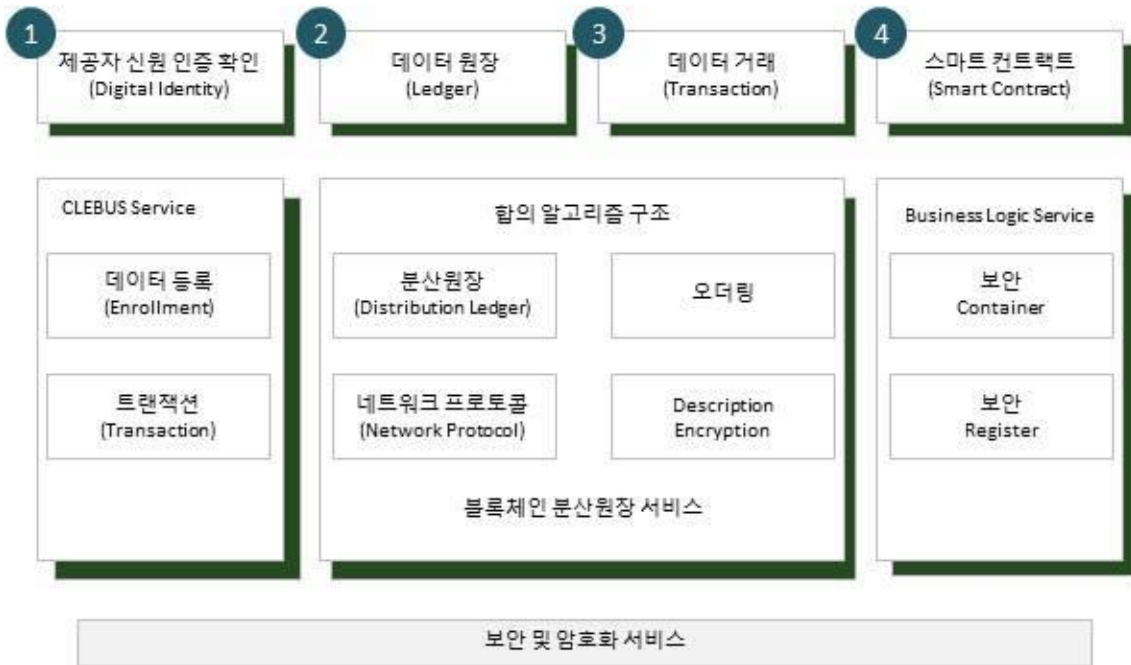 1
제공자 신원 인증 확인
(Digital Identity)
2
데이터 원장
(Ledger)
3
데이터 거래
(Transaction)
4
스마트 컨트랙트
(Smart Contract)
CLEBUS Service
데이터 등록
(Enrollment)
트랜잭션
(Transaction)
합의 알고리즘 구조
분산원장
(Distribution Ledger)
오더링
네트워크 프로토콜
(Network Protocol)
Description
Encryption
블록체인 분산원장 서비스
Business Logic Service
보안
Container
보안
Register
보안 및 암호화 서비스